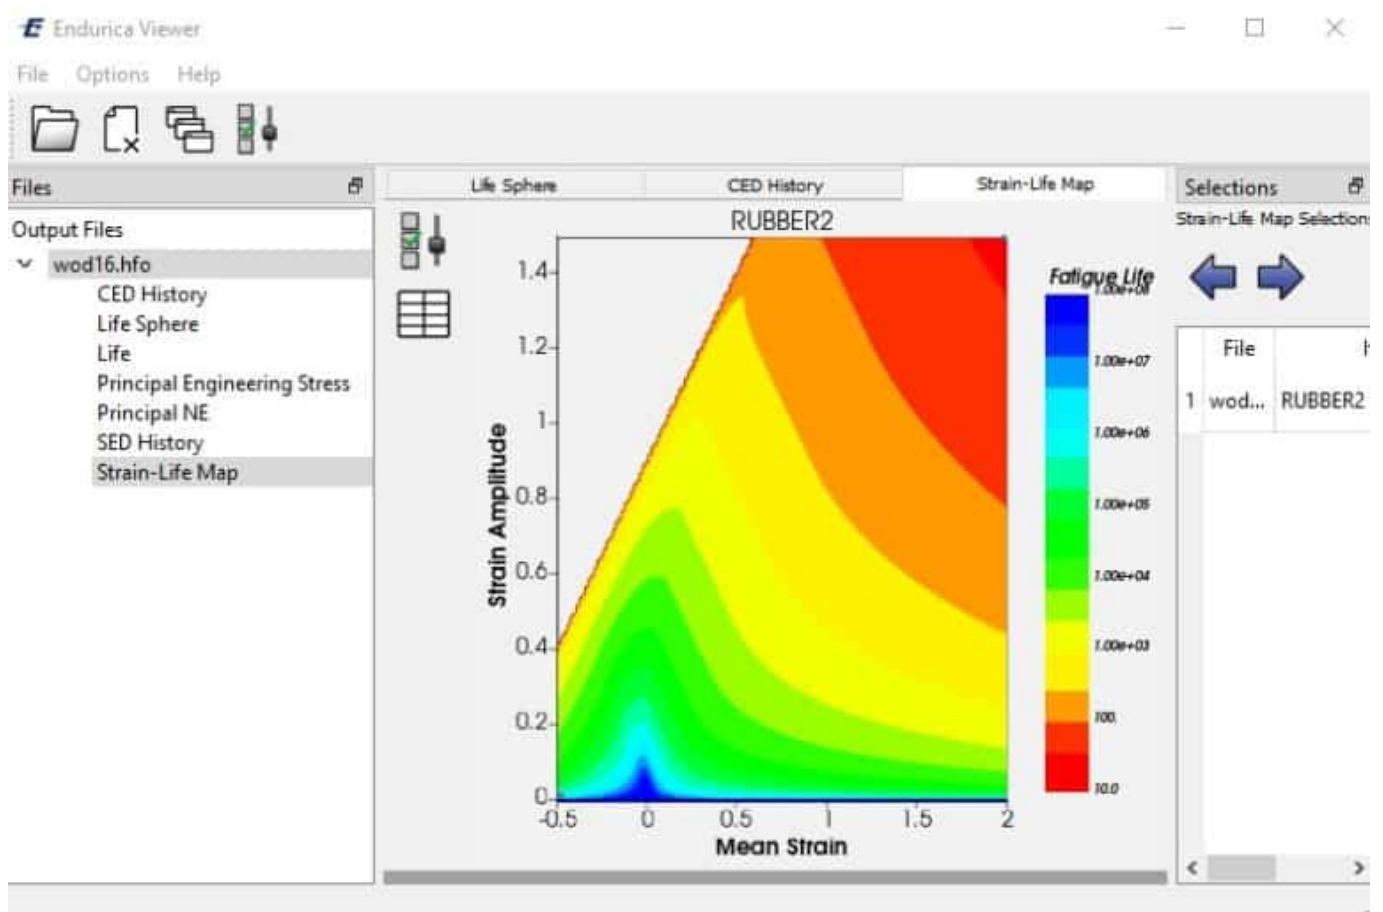 Endurica Viewer
File Options Help
Files
Output Files
wod16.hfo
CED History
Life Sphere
Life
Principal Engineering Stress
Principal NE
SED History
Strain-Life Map
Life Sphere CED History Strain-Life Map
RUBBER2
Strain Amplitude
1.4
1.2
1
0.8
0.6
0.4
0.2
0
-0.5 0 0.5 1 1.5 2
Mean Strain
Fatigue Life
1.00e+08
1.00e+07
1.00e+06
1.00e+05
1.00e+04
1.00e+03
100.
10.0
Selections
Strain-Life Map Selection
File
1 wod... RUBBER2